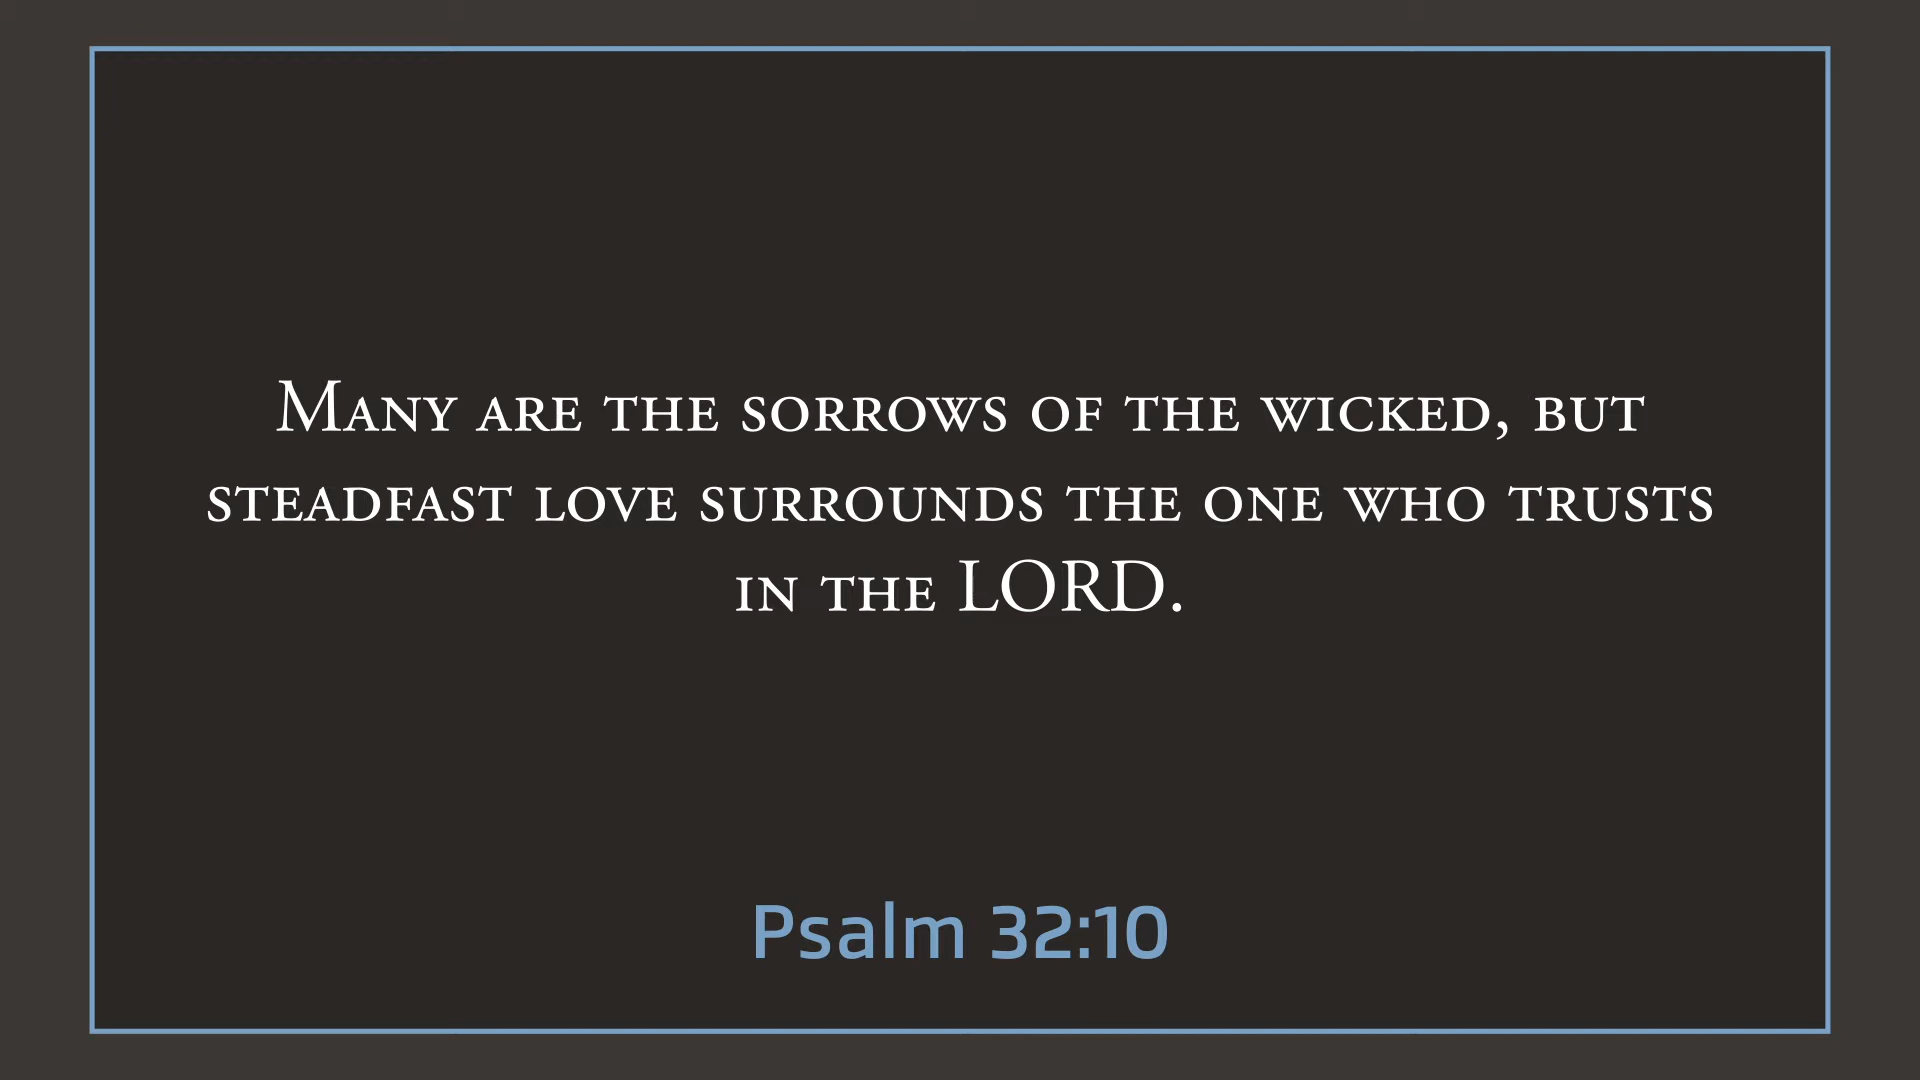 Many are the sorrows of the wicked, but
steadfast love surrounds the one who trusts
in the LORD.
Psalm 32:10